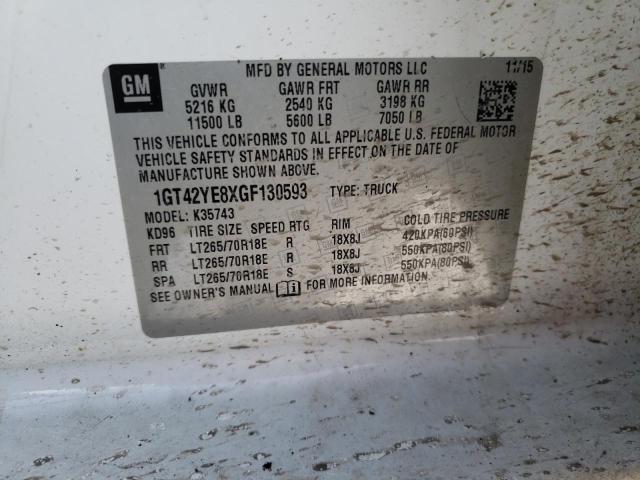 GM
MFD BY GENERAL MOTORS LLC 11/15
GVWR GAWR FRT GAWR RR
5216 KG 2540 KG 3198 KG
11500 LB 5600 LB 7050 LB
THIS VEHICLE CONFORMS TO ALL APPLICABLE U.S. FEDERAL MOTOR
VEHICLE SAFETY STANDARDS IN EFFECT ON THE DATE OF
MANUFACTURE SHOWN ABOVE.
1GT42YE8XGF130593 TYPE: TRUCK
MODEL: K35743
KD96 TIRE SIZE SPEED RTG RIM COLD TIRE PRESSURE
FRT LT265/70R18E R 18X8J 420KPA(60PSI)
RR LT265/70R18E R 18X8J 550KPA(80PSI)
SPA LT265/70R18E S 18X8J 550KPA(80PSI)
SEE OWNER'S MANUAL FOR MORE INFORMATION.